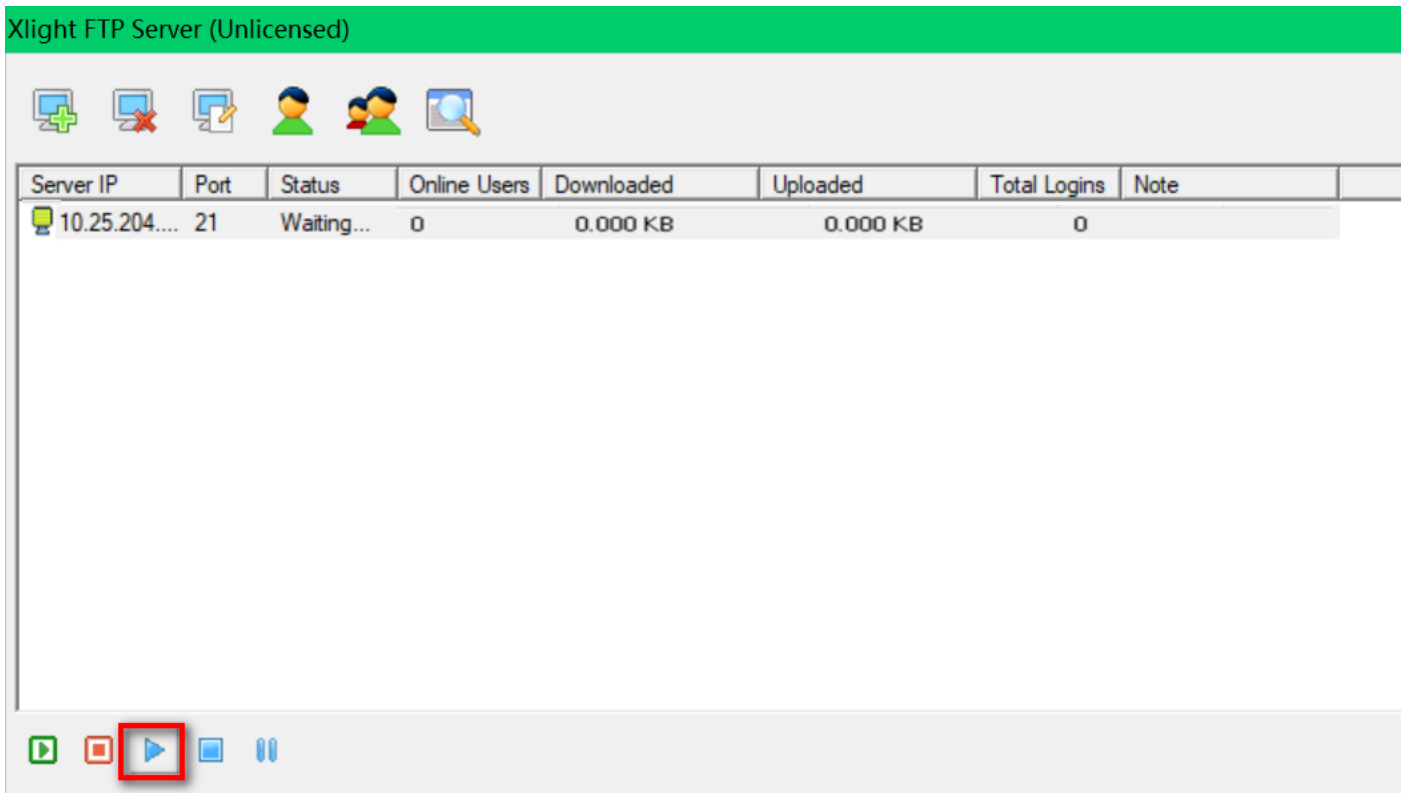 Xlight FTP Server (Unlicensed)
Server IP Port Status Online Users Downloaded Uploaded Total Logins Note
10.25.204.... 21 Waiting... 0 0.000 KB 0.000 KB 0